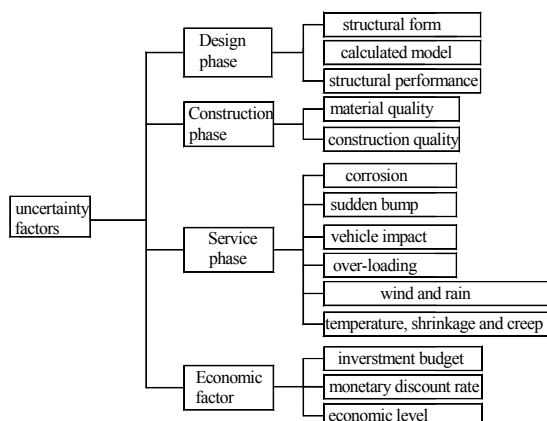 structural form
Design
phase
calculated model
structural performance
Construction
phase
material quality
construction quality
uncertainty
factors
Service
phase
corrosion
sudden bump
vehicle impact
over-loading
wind and rain
temperature, shrinkage and creep
Economic
factor
inverstment budget
monetary discount rate
economic level